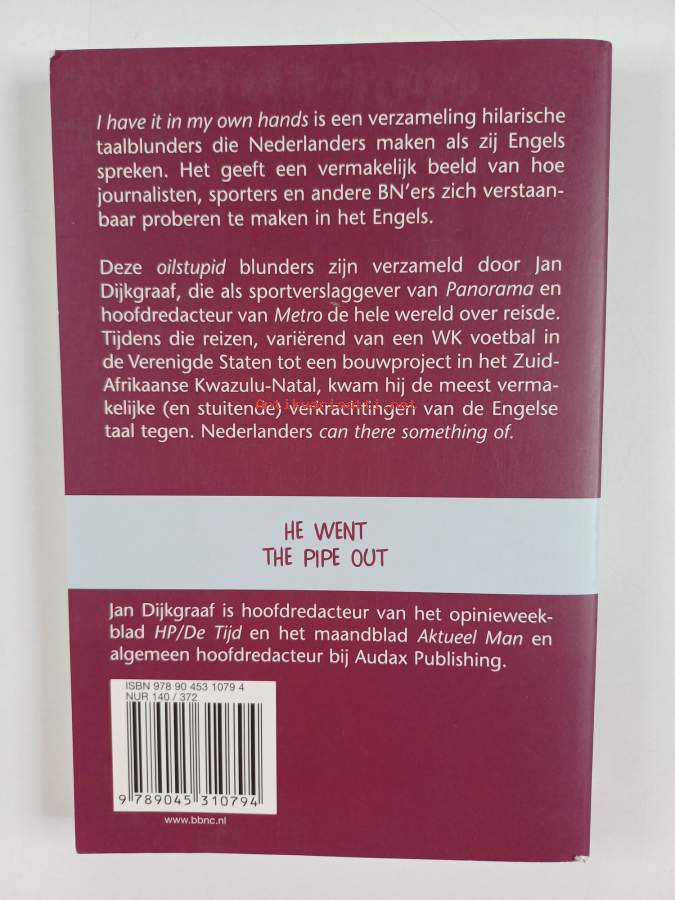 I have it in my own hands is een verzameling hilarische
taalblunders die Nederlanders maken als zij Engels
spreken. Het geeft een vermakelijk beeld van hoe
journalisten, sporters en andere BN'ers zich verstaan-
baar proberen te maken in het Engels.
Deze oilstupid blunders zijn verzameld door Jan
Dijkgraaf, die als sportverslaggever van Panorama en
hoofdredacteur van Metro de hele wereld over reisde.
Tijdens die reizen, variërend van een WK voetbal in
de Verenigde Staten tot een bouwproject in het Zuid-
Afrikaanse Kwazulu-Natal, kwam hij de meest verma-
kelijke (en stuitende) verkrachtingen van de Engelse
Antikvariaatti.net
taal tegen. Nederlanders can there something of.
HE WENT
THE PIPE OUT
Jan Dijkgraaf is hoofdredacteur van het opinieweek-
blad HP/De Tijd en het maandblad Aktueel Man en
algemeen hoofdredacteur bij Audax Publishing.
ISBN 978 90 453 1079 4
NUR 140 / 372
9 789045 310794
www.bbnc.nl